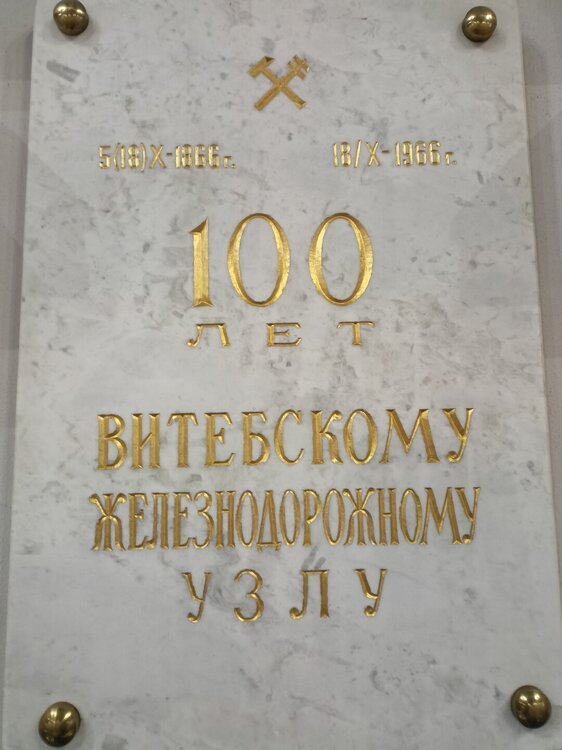 5(18)X-1866г. 18/X-1966г.
100
ЛЕТ
ВИТЕБСКОМУ
ЖЕЛЕЗНОДОРОЖНОМУ
УЗЛУ